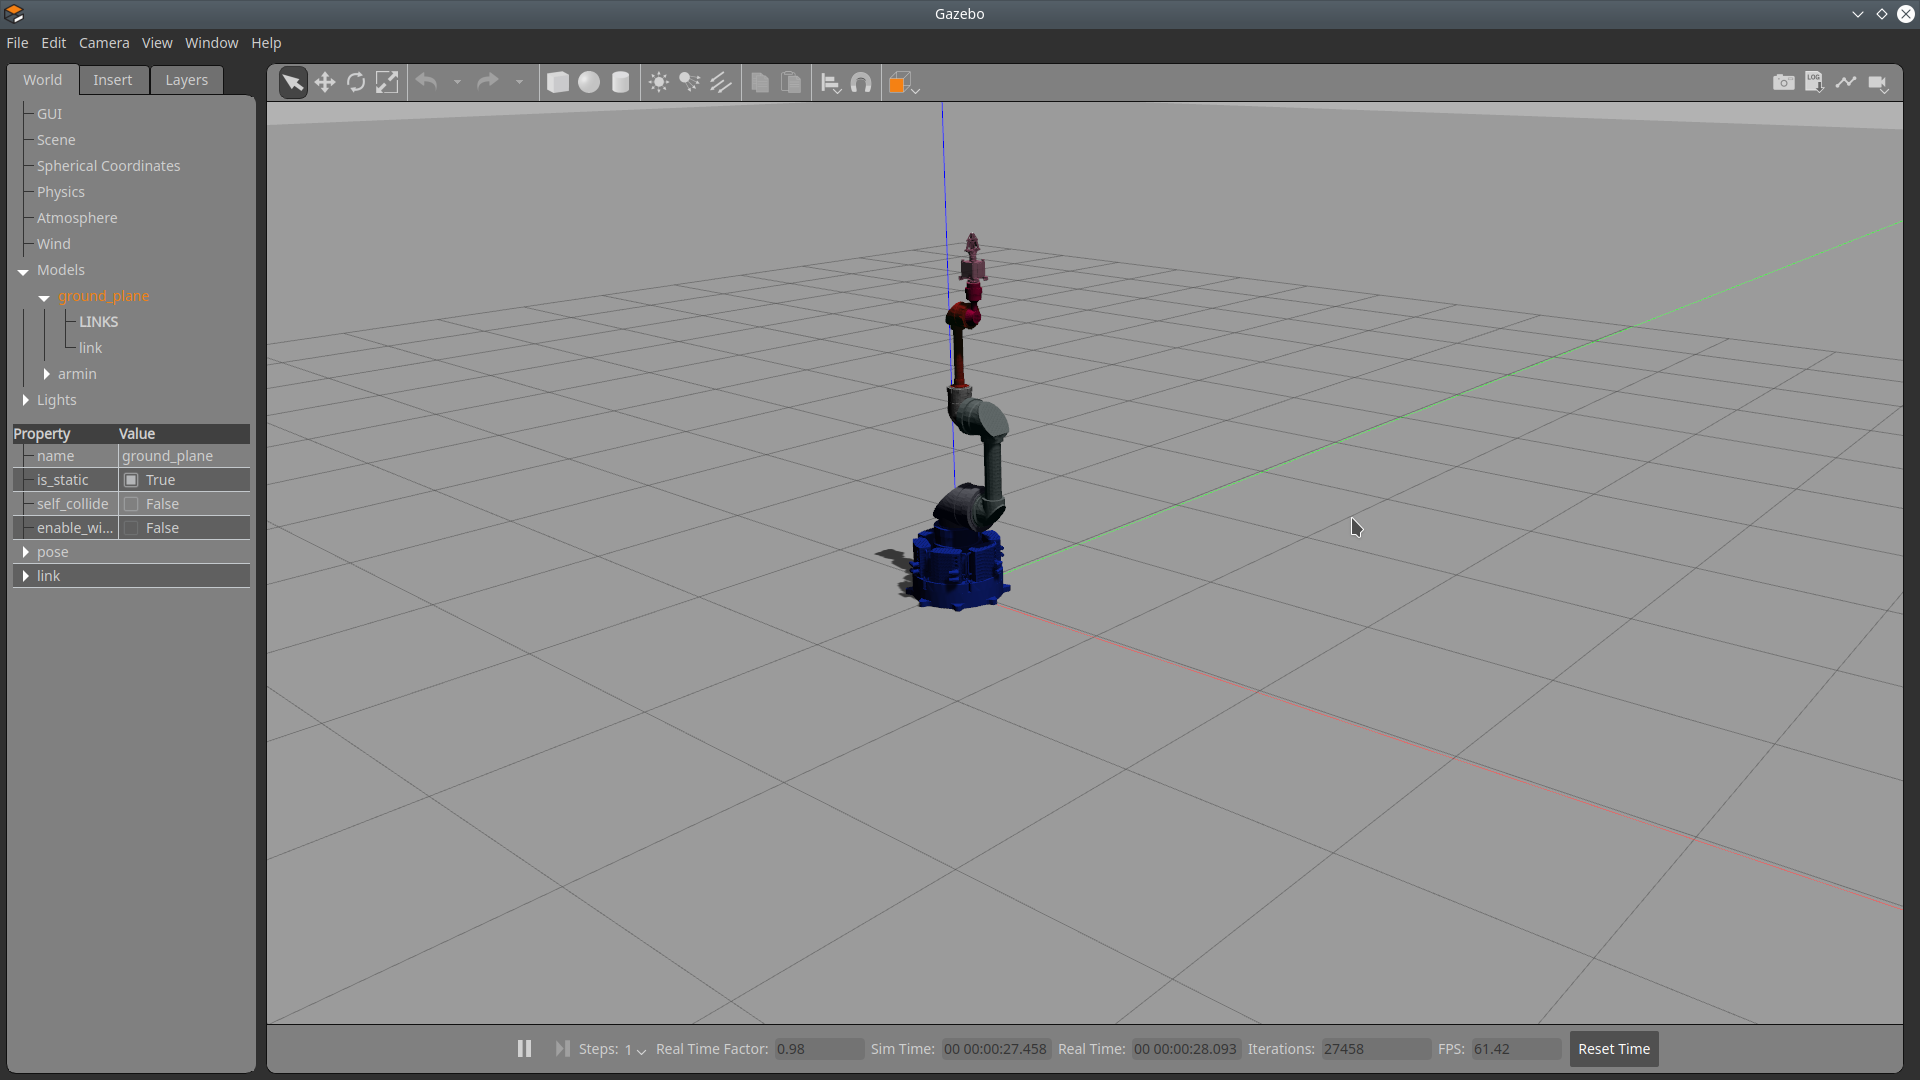 Gazebo
File Edit Camera View Window Help
World Insert Layers
LOG
GUI
Scene
Spherical Coordinates
Physics
Atmosphere
Wind
Models
ground_plane
LINKS
link
armin
Lights
Property Value
name ground_plane
is_static True
self_collide False
enable_wi... False
pose
link
Steps: 1 Real Time Factor: 0.98 Sim Time: 00 00:00:27.458 Real Time: 00 00:00:28.093 Iterations: 27458 FPS: 61.42 Reset Time